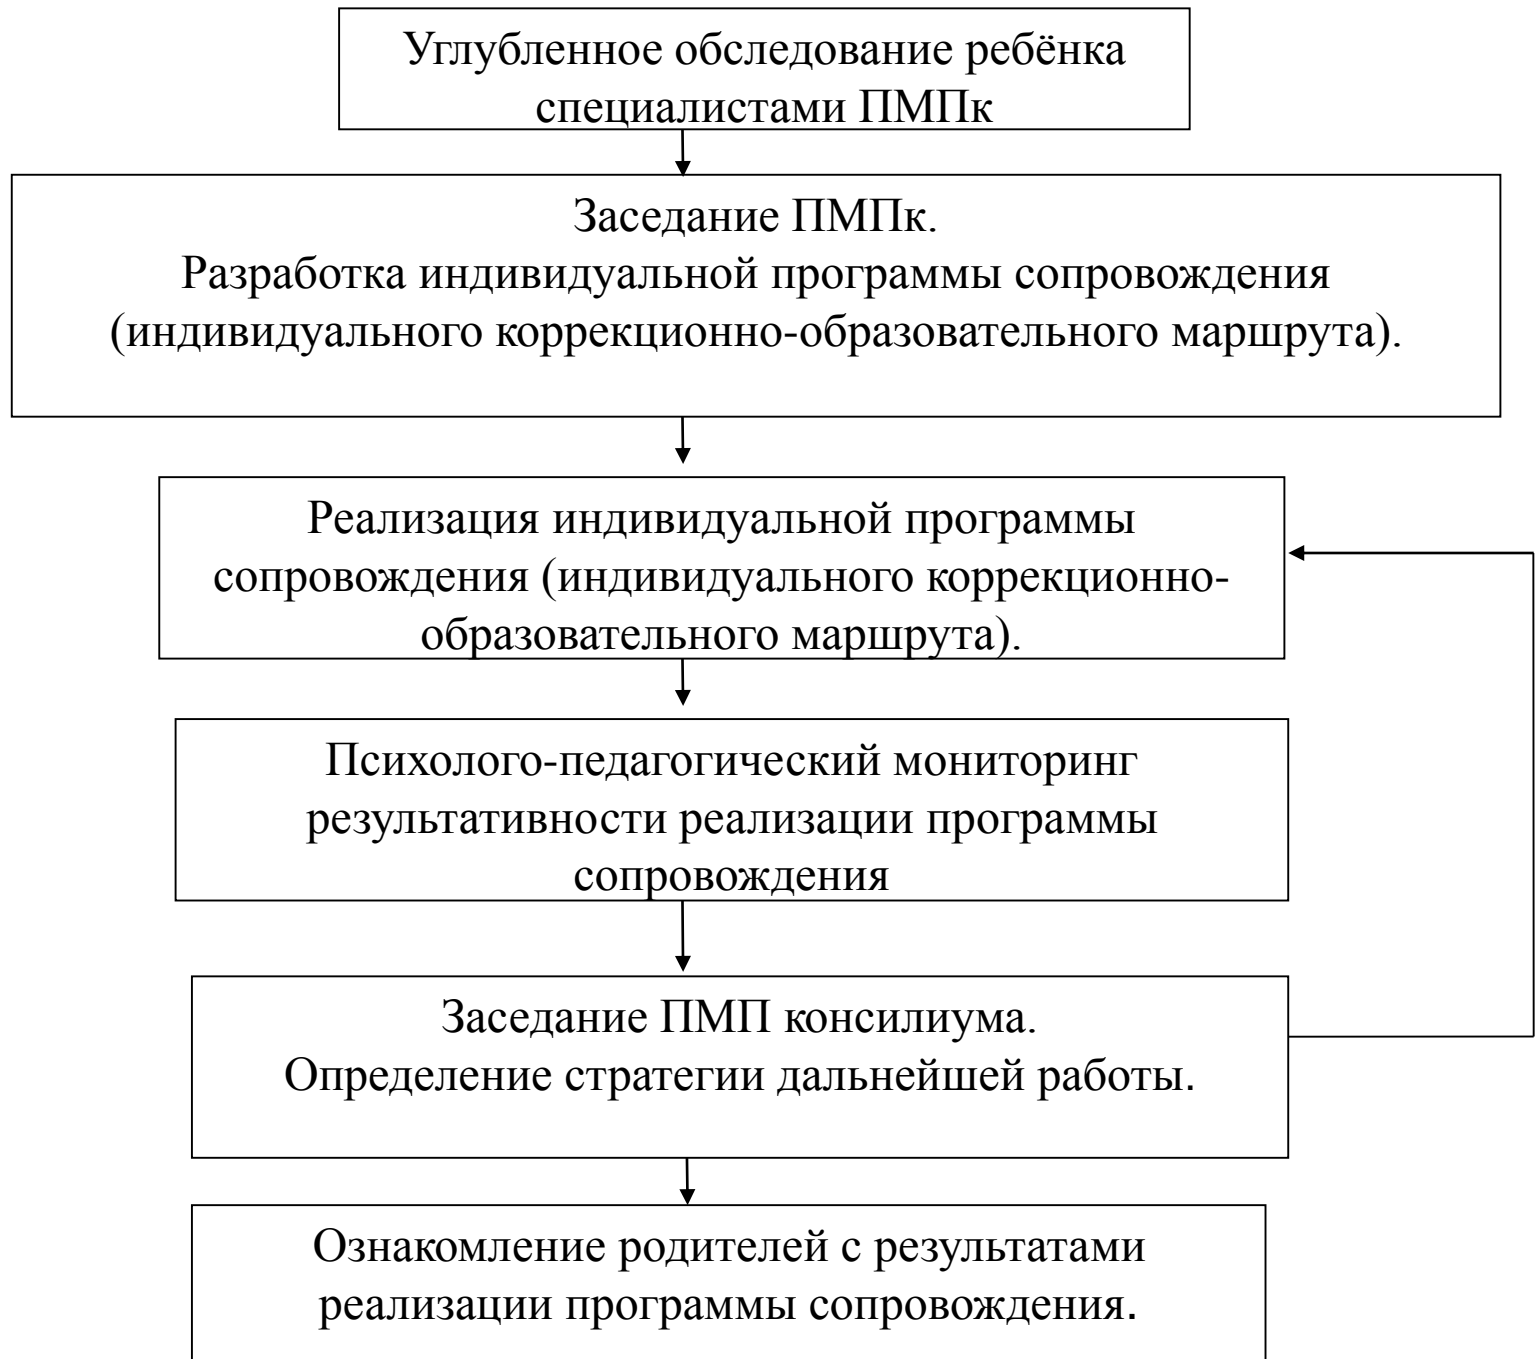 Углубленное обследование ребёнка
специалистами ПМПк
Заседание ПМПк.
Разработка индивидуальной программы сопровождения
(индивидуального коррекционно-образовательного маршрута).
Реализация индивидуальной программы
сопровождения (индивидуального коррекционно-
образовательного маршрута).
Психолого-педагогический мониторинг
результативности реализации программы
сопровождения
Заседание ПМП консилиума.
Определение стратегии дальнейшей работы.
Ознакомление родителей с результатами
реализации программы сопровождения.